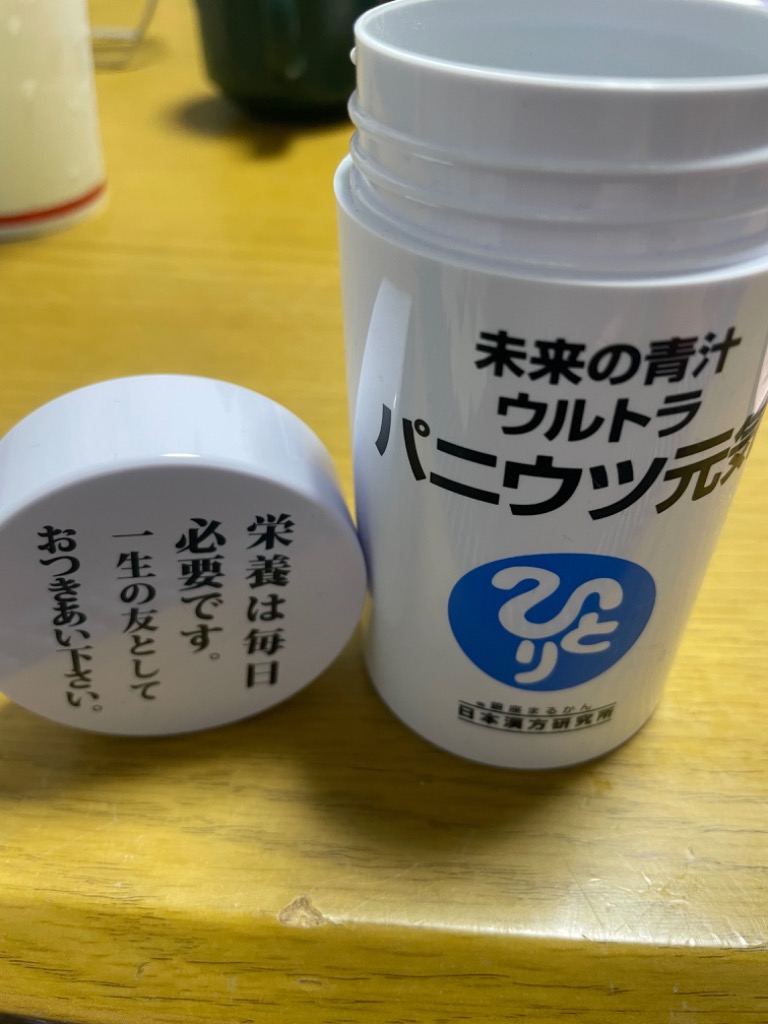 栄養は毎日
必要です。
一生の友として
おつきあい下さい。
未来の青汁
ウルトラ
パニウツ元気
ひとり
銀座まるかん
日本漢方研究所